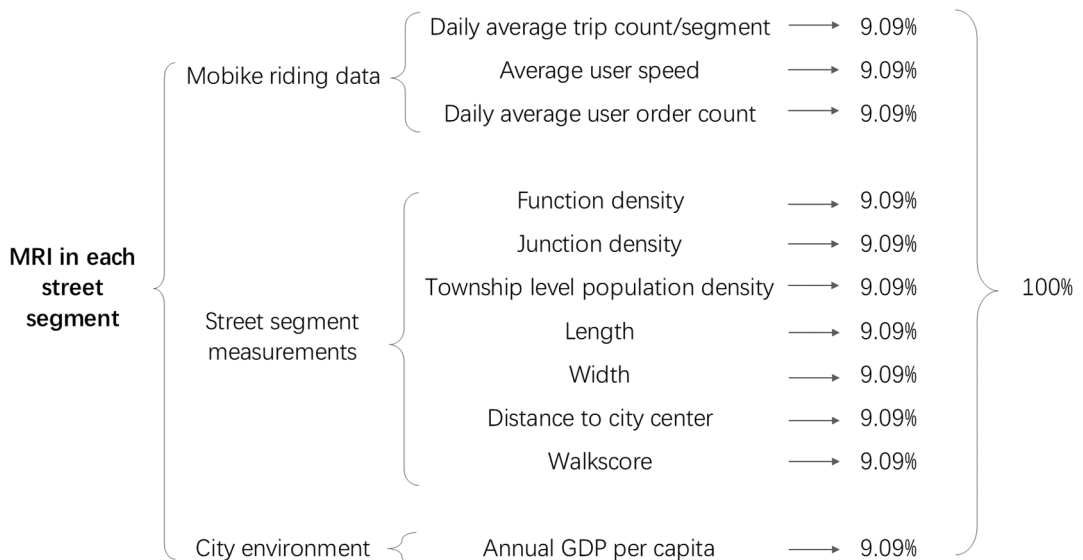 MRI in each
street
segment
Mobike riding data
Daily average trip count/segment 9.09%
Average user speed 9.09%
Daily average user order count 9.09%
Street segment
measurements
Function density 9.09%
Junction density 9.09%
Township level population density 9.09%
Length 9.09%
Width 9.09%
Distance to city center 9.09%
Walkscore 9.09%
City environment
Annual GDP per capita 9.09%
100%